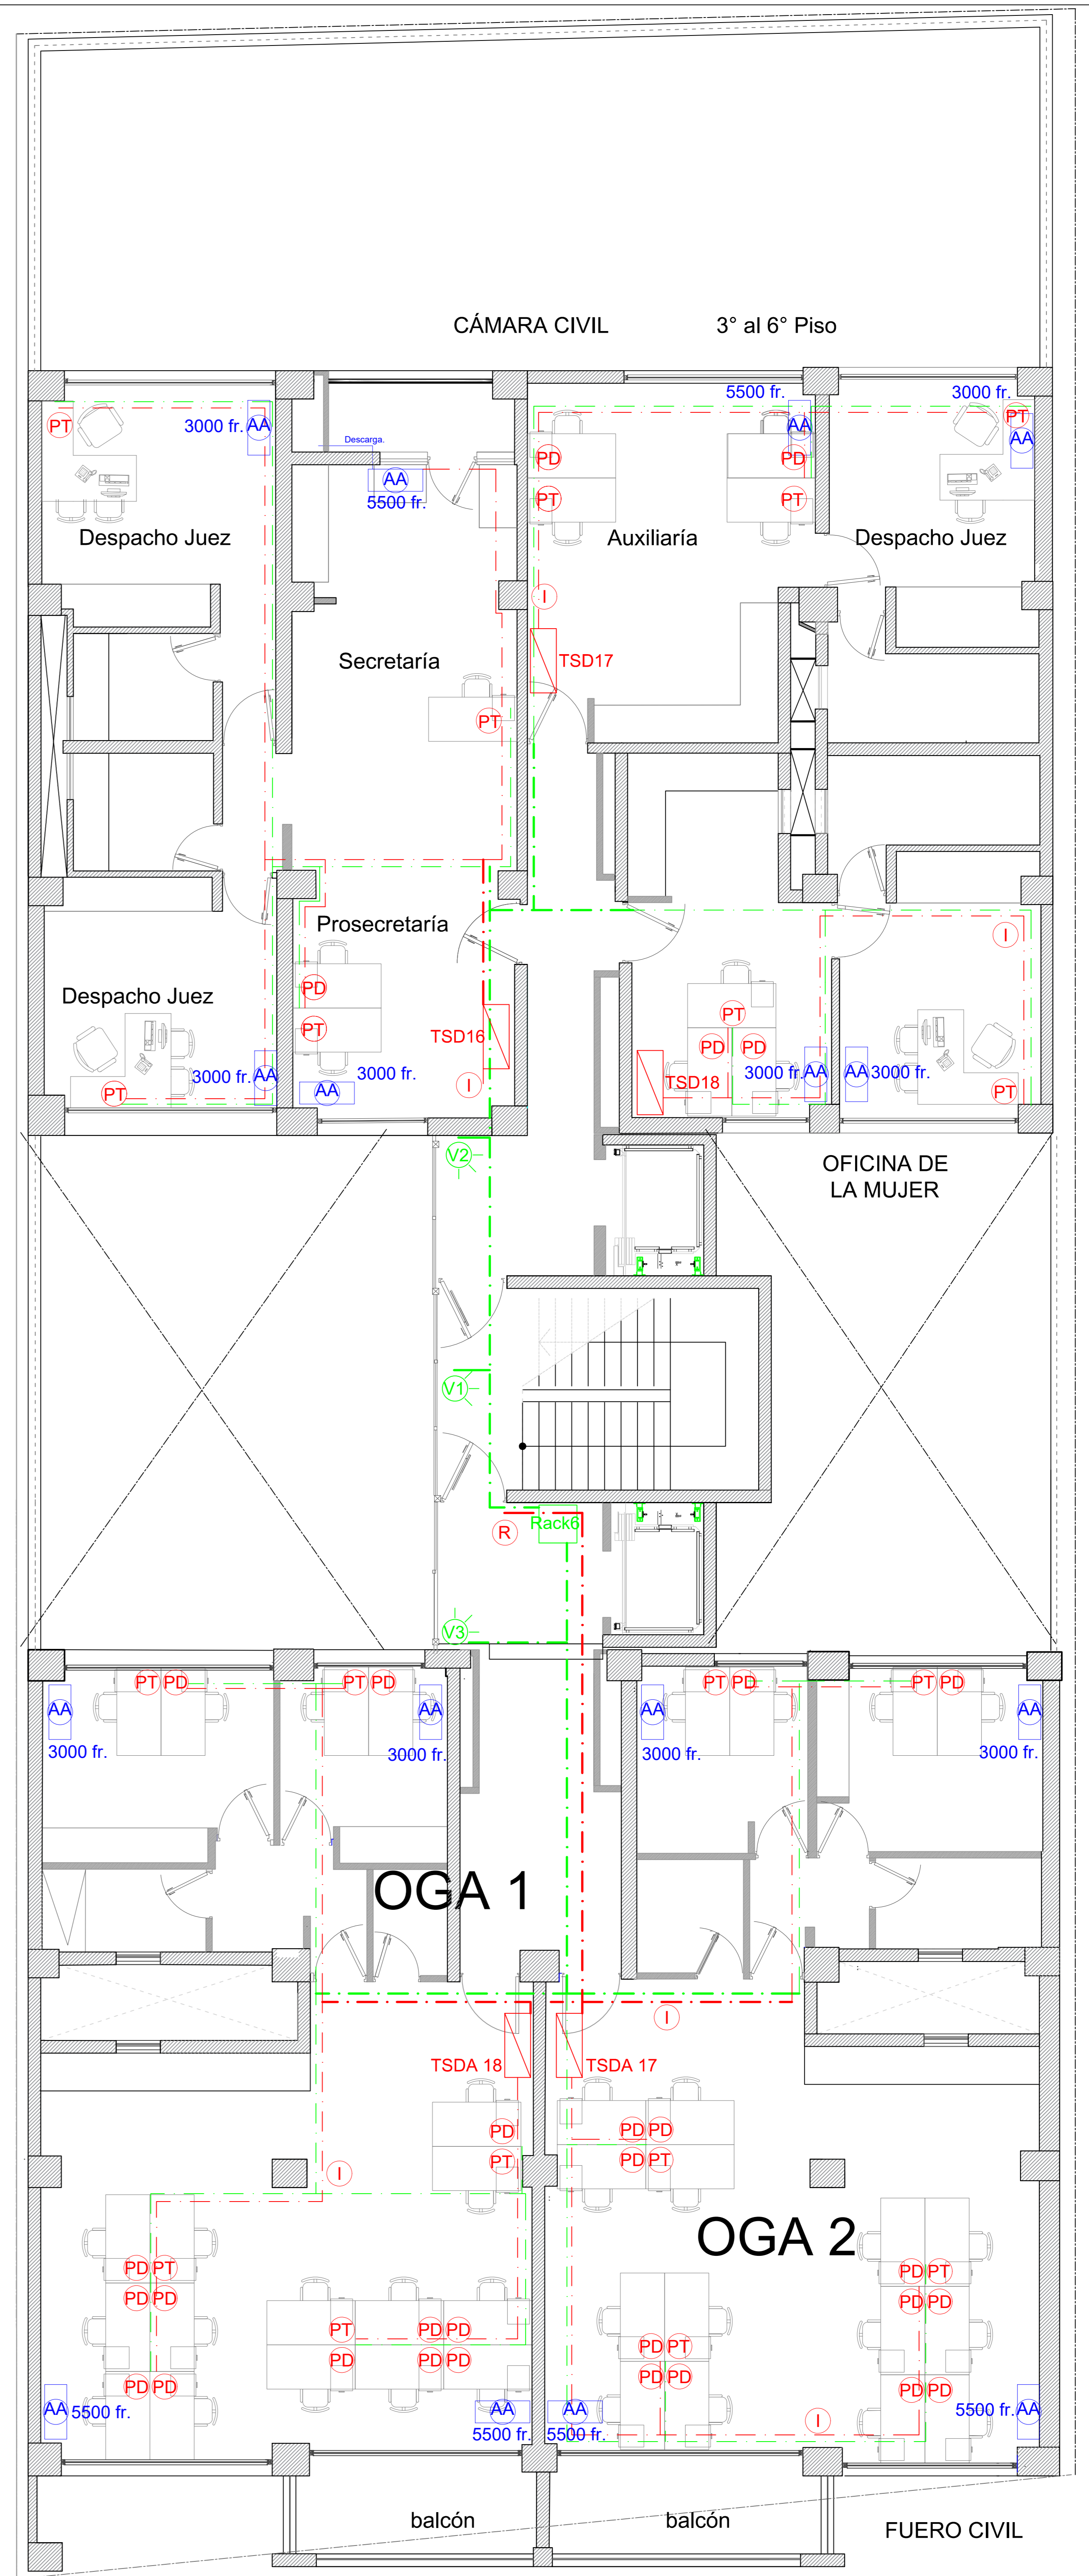 CÁMARA CIVIL 3° al 6° Piso
5500 fr. 3000 fr.
PT 3000 fr. AA AA PT
AA
Descarga.
PD PD
AA
5500 fr.
PT PT
Despacho Juez Auxiliaría Despacho Juez
I
Secretaría TSD17
PT
Prosecretaría
I
PD
Despacho Juez
PT PT
TSD16 PD PD
3000 fr. AA 3000 fr. TSD18 3000 fr. AA AA 3000 fr.
PT AA I PT
V2
OFICINA DE
LA MUJER
V1
R Rack6
V3
PT PD PT PD PT PD PT PD
AA AA AA AA
3000 fr. 3000 fr. 3000 fr. 3000 fr.
OGA 1
I
TSDA 18 TSDA 17
PD PD PD
PT PD PT
I
OGA 2
PD PT PD PT
PD PD PD PD
PT PD PD
PD PT
PD PD PD
PD PD
PD PD PD PD
AA 5500 fr. AA AA 5500 fr. AA
I
5500 fr. 5500 fr.
balcón balcón
FUERO CIVIL